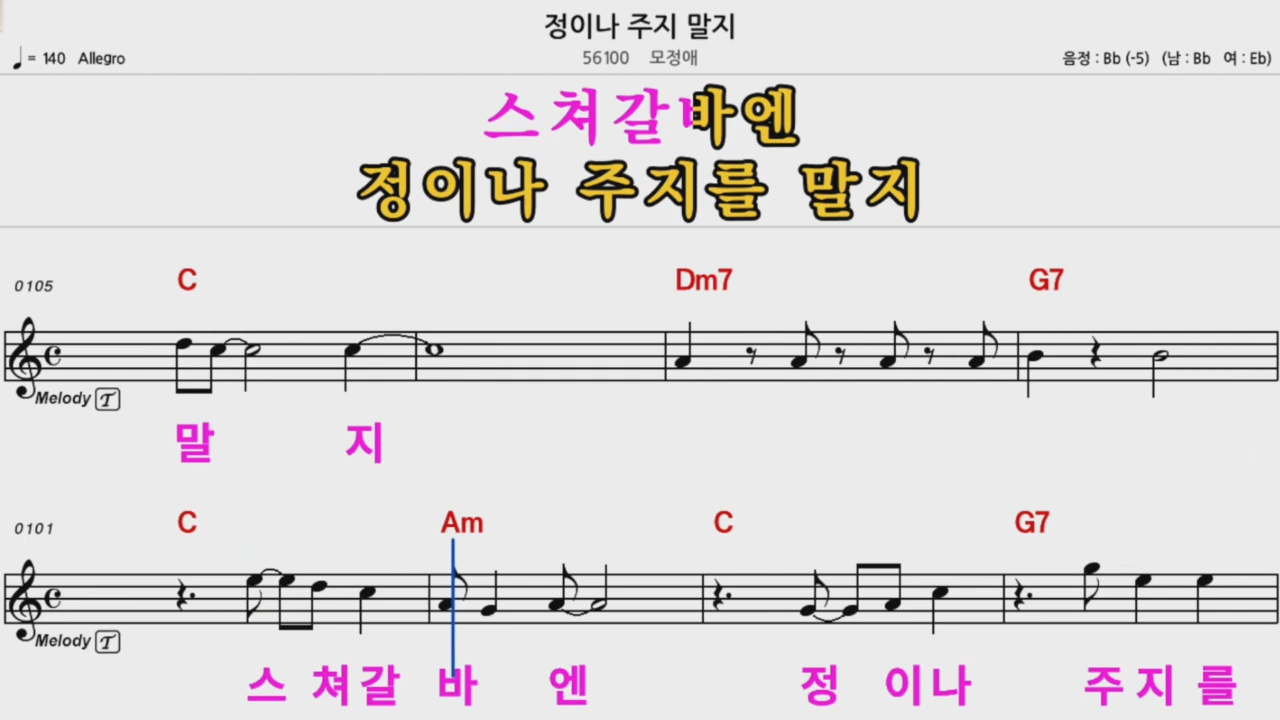 정이나 주지 말지
♩ = 140 Allegro
56100 모정애
음정 : Bb (-5) (남 : Bb 여 : Eb)
스쳐갈바엔
정이나 주지를 말지
0105 C Dm7 G7
Melody T
말 지
0101 C Am C G7
Melody T
스 쳐갈 바 엔 정 이나 주지 를